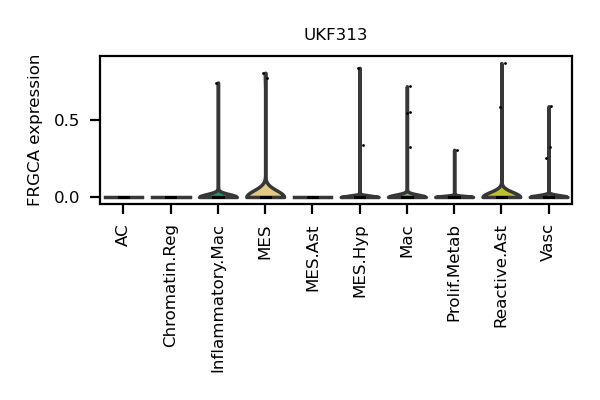 UKF313
FRGCA expression
0.5
0.0
AC
Chromatin.Reg
Inflammatory.Mac
MES
MES.Ast
MES.Hyp
Mac
Prolif.Metab
Reactive.Ast
Vasc